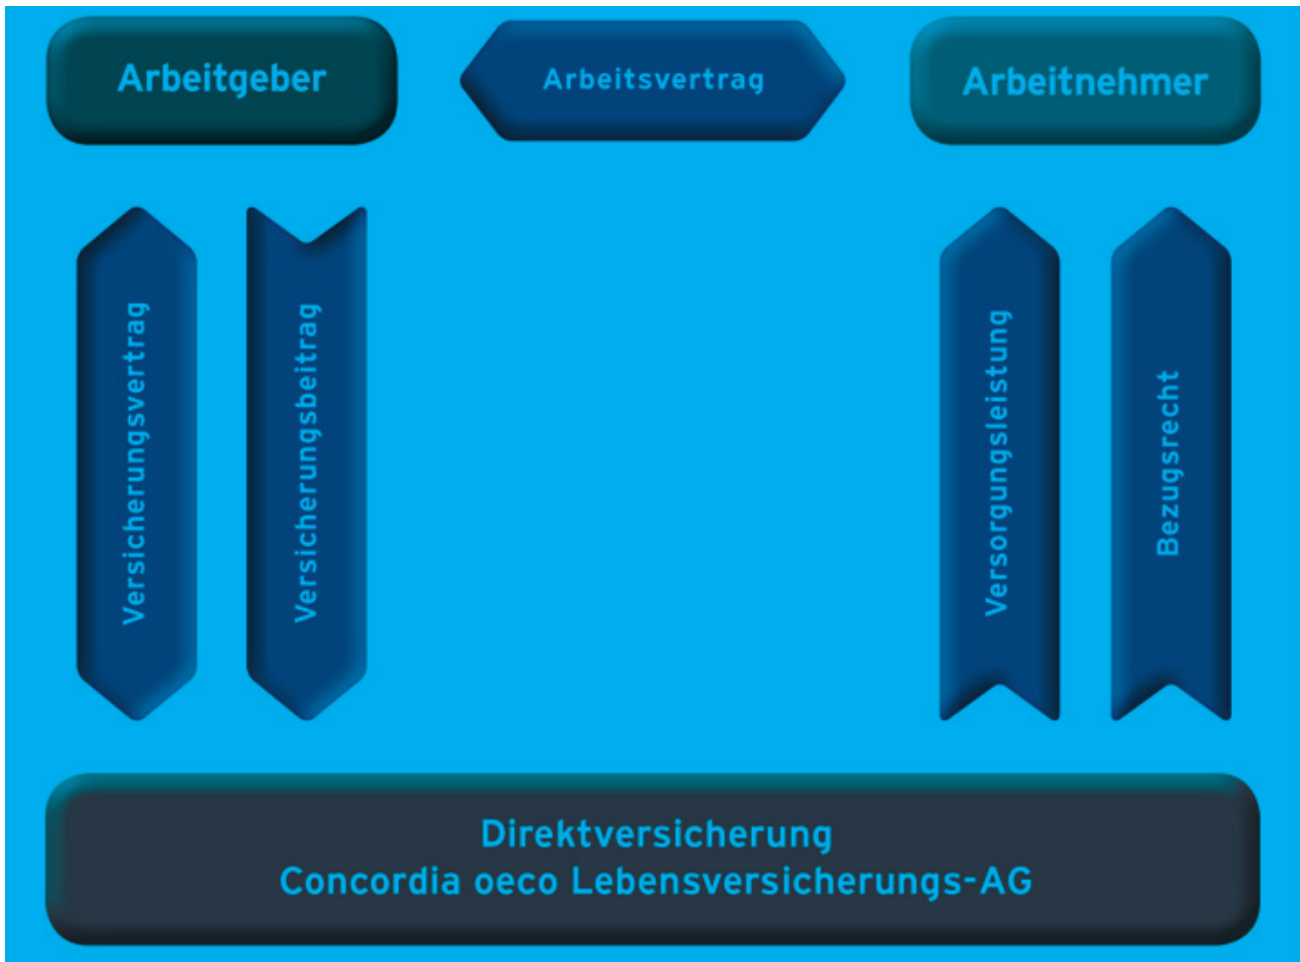 Arbeitgeber
Arbeitsvertrag
Arbeitnehmer
Versicherungsvertrag
Versicherungsbeitrag
Versorgungsleistung
Bezugsrecht
Direktversicherung
Concordia oeco Lebensversicherungs-AG